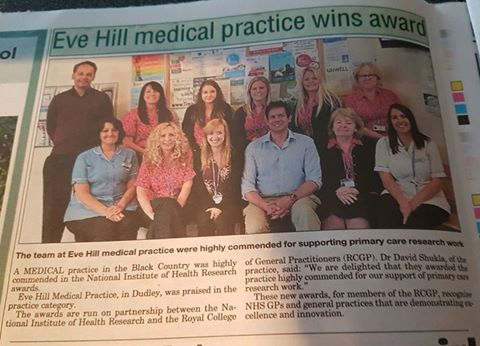 ol
Eve Hill medical practice wins award
UNWELL
The team at Eve Hill medical practice were highly commended for supporting primary care research work
A MEDICAL practice in the Black Country was highly
commended in the National Institute of Health Research
awards.
Eve Hill Medical Practice, in Dudley, was praised in the
practice category.
The awards are run on partnership between the Na-
tional Institute of Health Research and the Royal College
of General Practitioners (RCGP). Dr David Shukla, of the
practice, said: “We are delighted that they awarded the
practice highly commended for our support of primary care
research work.”
These new awards, for members of the RCGP, recognise
NHS GPs and general practices that are demonstrating ex-
cellence and innovation.